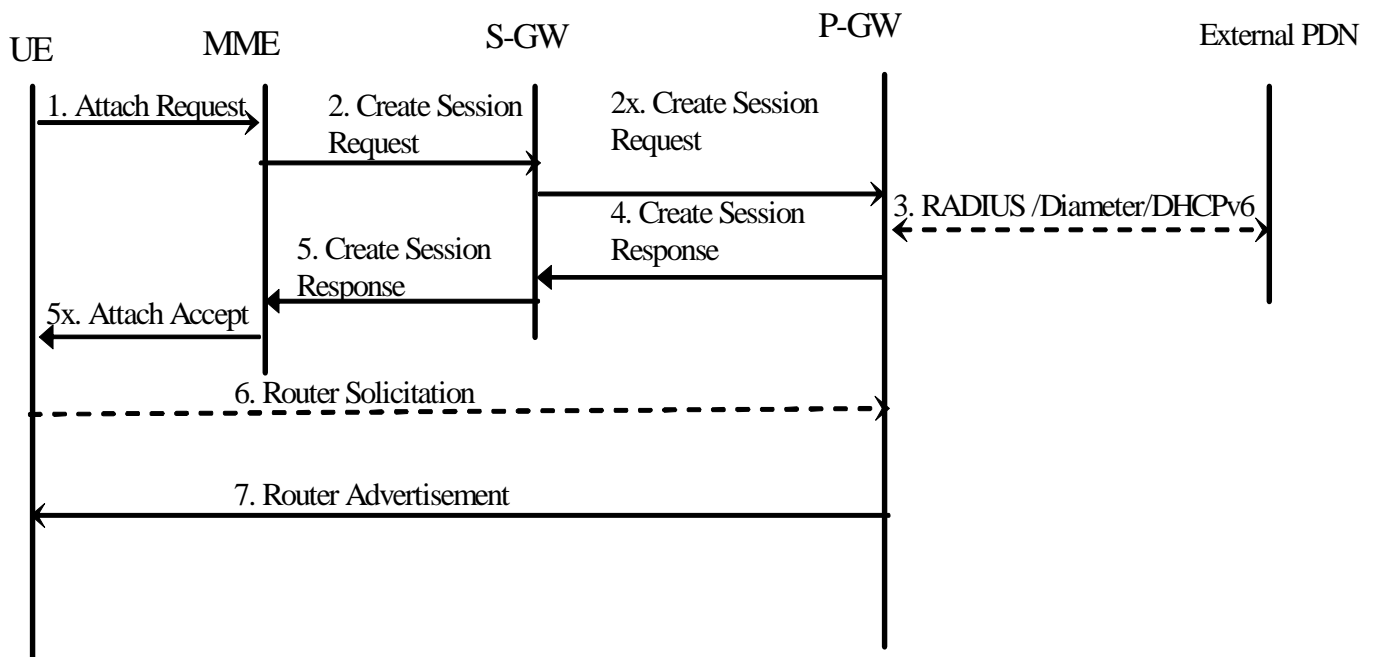 UE
MME
S-GW
P-GW
External PDN
1. Attach Request
2. Create Session
Request
2x. Create Session
Request
3. RADIUS /Diameter/DHCPv6
4. Create Session
Response
5. Create Session
Response
5x. Attach Accept
6. Router Solicitation
7. Router Advertisement